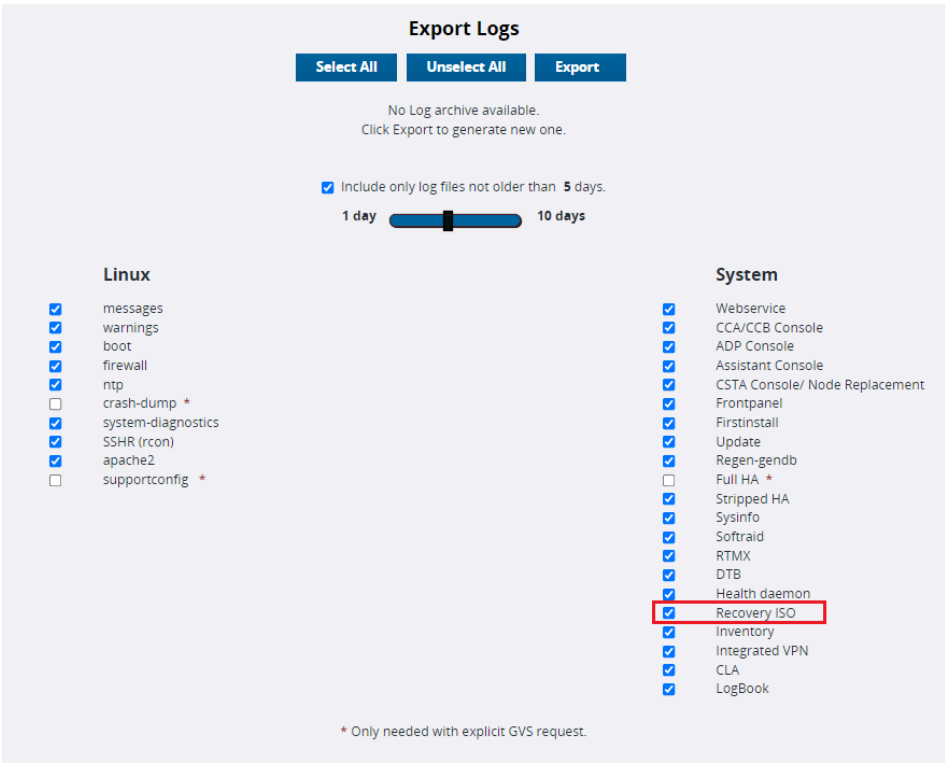 Export Logs
Select All Unselect All Export
No Log archive available.
Click Export to generate new one.
Include only log files not older than 5 days.
1 day 10 days
Linux
messages
warnings
boot
firewall
ntp
crash-dump *
system-diagnostics
SSHR (rcon)
apache2
supportconfig *
System
Webservice
CCA/CCB Console
ADP Console
Assistant Console
CSTA Console/ Node Replacement
Frontpanel
Firstinstall
Update
Regen-gendb
Full HA *
Stripped HA
Sysinfo
Softraid
RTMX
DTB
Health daemon
Recovery ISO
Inventory
Integrated VPN
CLA
LogBook
* Only needed with explicit GVS request.